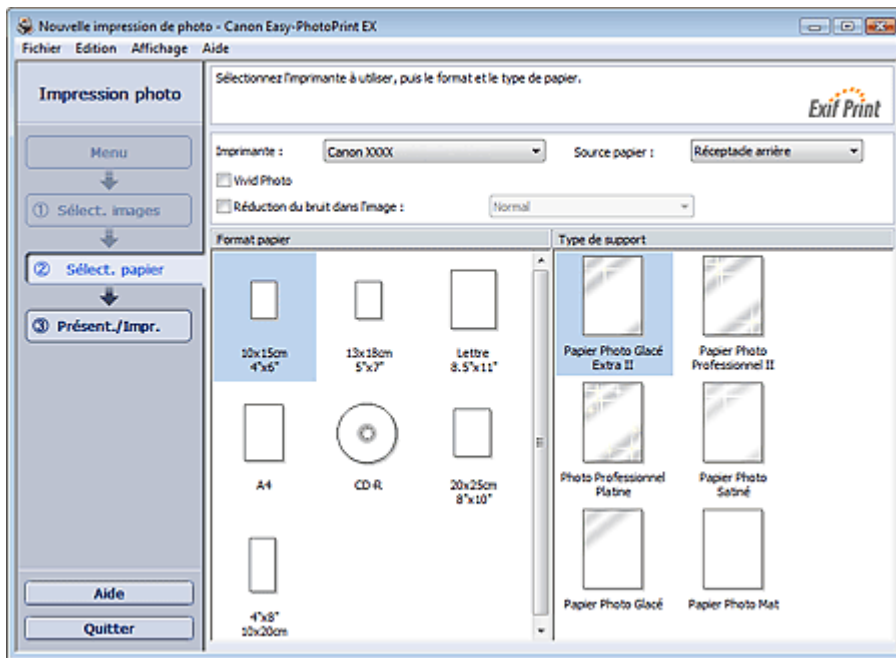 Nouvelle impression de photo - Canon Easy-PhotoPrint EX
Fichier Edition Affichage Aide
Impression photo
Menu
① Sélect. images
② Sélect. papier
③ Présent./Impr.
Aide
Quitter
Sélectionnez l'imprimante à utiliser, puis le format et le type de papier.
Exif Print
Imprimante : Canon XXXX Source papier : Réceptacle arrière
Vivid Photo
Réduction du bruit dans l'image : Normal
Format papier
10x15cm
4"x6"
13x18cm
5"x7"
Lettre
8.5"x11"
A4
CD-R
20x25cm
8"x10"
4"x8"
10x20cm
Type de support
Papier Photo Glacé
Extra II
Papier Photo
Professionnel II
Photo Professionnel
Platine
Papier Photo
Satiné
Papier Photo Glacé
Papier Photo Mat